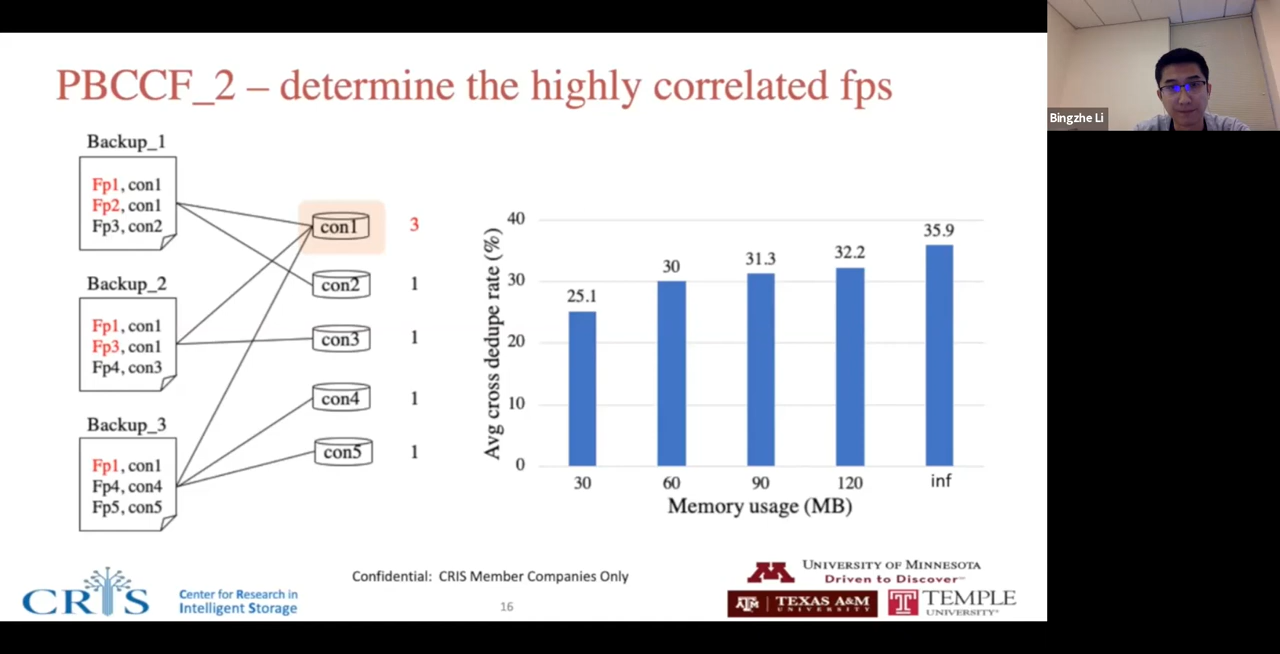 PBCCF_2 – determine the highly correlated fps
Bingzhe Li
Backup_1
Fp1, con1
Fp2, con1
Fp3, con2
Backup_2
Fp1, con1
Fp3, con1
Fp4, con3
Backup_3
Fp1, con1
Fp4, con4
Fp5, con5
con1 3
con2 1
con3 1
con4 1
con5 1
Avg cross dedupe rate (%)
40
30
20
10
0
25.1
30
31.3
32.2
35.9
30 60 90 120 inf
Memory usage (MB)
CRIS
Center for Research in
Intelligent Storage
Confidential: CRIS Member Companies Only
16
UNIVERSITY OF MINNESOTA
Driven to Discover
ATM TEXAS A&M
UNIVERSITY
TEMPLE
UNIVERSITY